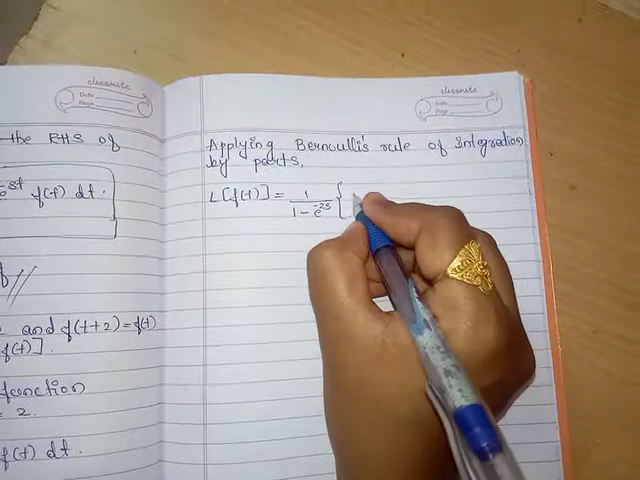 classmate
Date
Page
the RHS of
e^-st f(t) dt.
and f(t+2)=f(t)
f(t)].
function
= 2.
f(t) dt.
classmate
Date
Page
Applying Bernoulli's rule of integration
by parts,
L[f(t)] = 1/(1-e^-2s) {